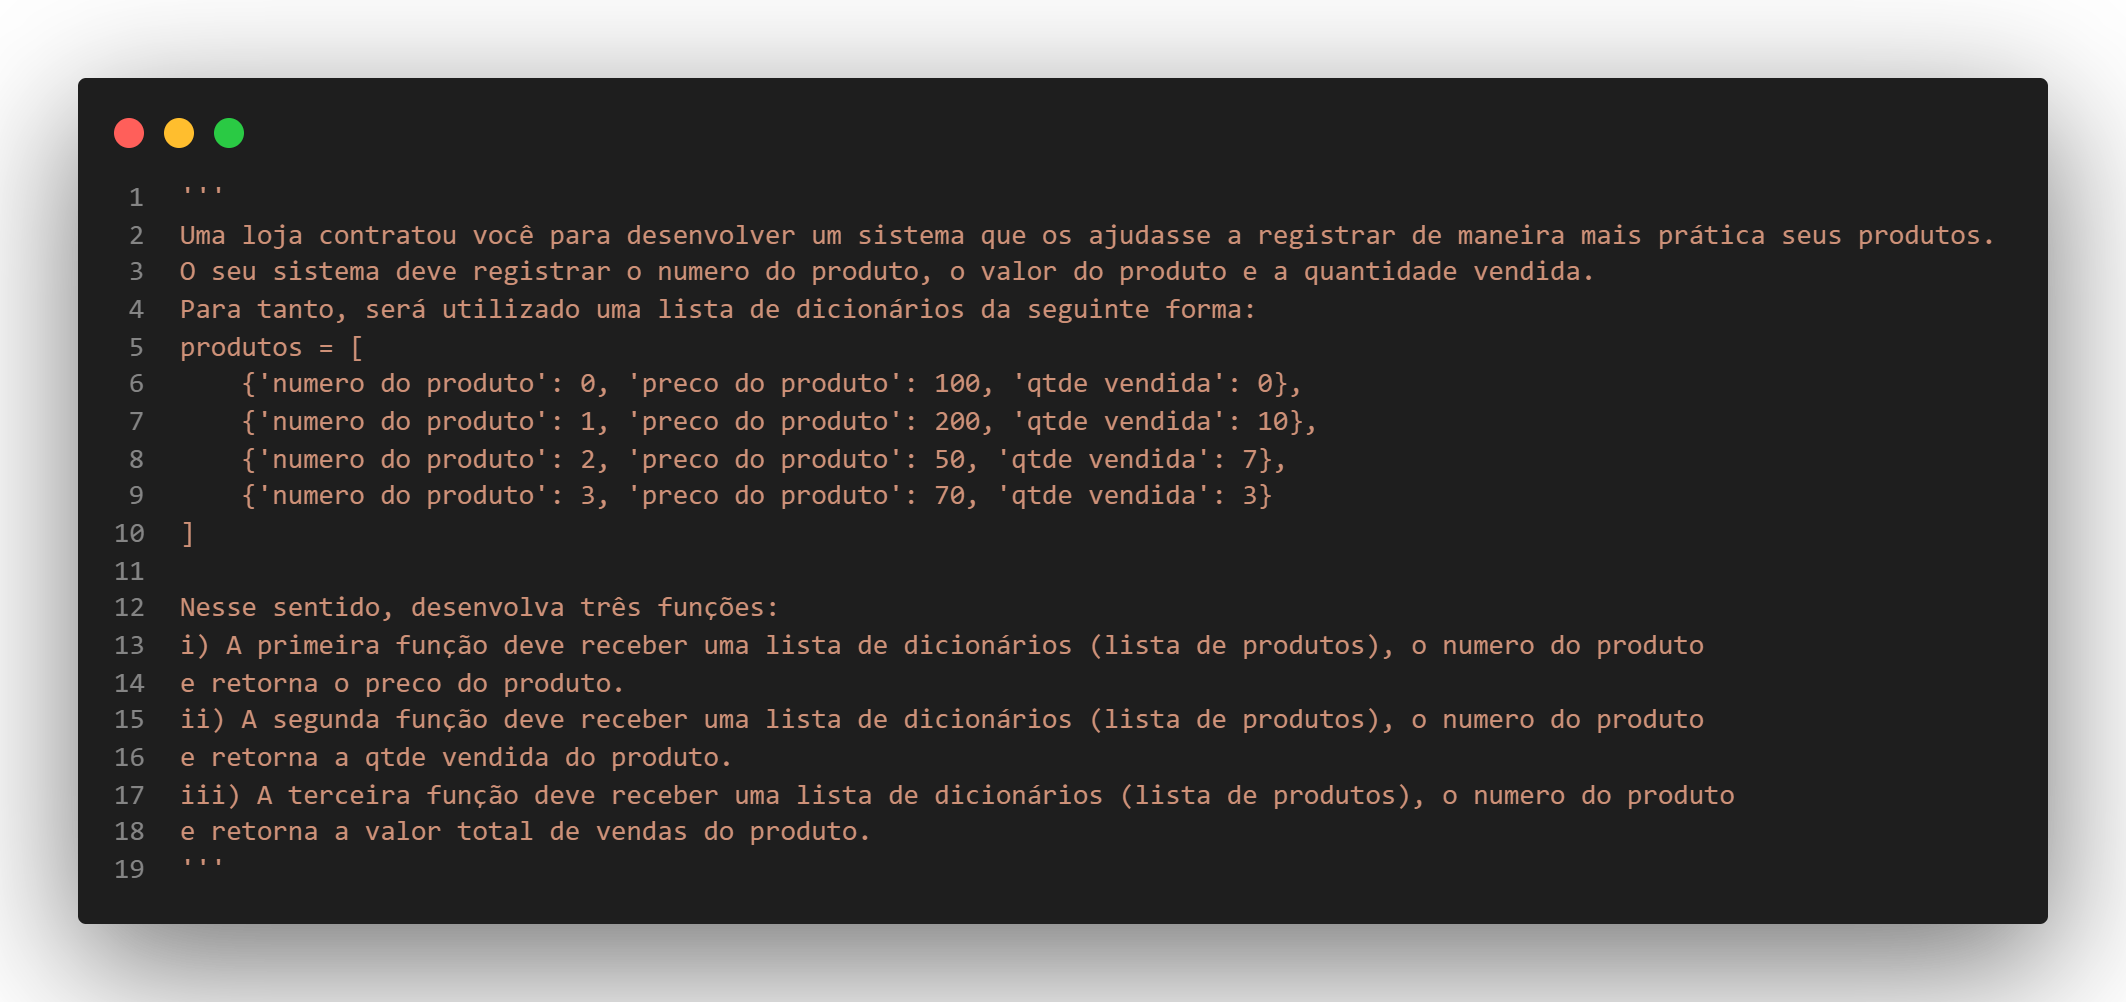 1 '''
2 Uma loja contratou você para desenvolver um sistema que os ajudasse a registrar de maneira mais prática seus produtos.
3 O seu sistema deve registrar o numero do produto, o valor do produto e a quantidade vendida.
4 Para tanto, será utilizado uma lista de dicionários da seguinte forma:
5 produtos = [
6     {'numero do produto': 0, 'preco do produto': 100, 'qtde vendida': 0},
7     {'numero do produto': 1, 'preco do produto': 200, 'qtde vendida': 10},
8     {'numero do produto': 2, 'preco do produto': 50, 'qtde vendida': 7},
9     {'numero do produto': 3, 'preco do produto': 70, 'qtde vendida': 3}
10 ]
11
12 Nesse sentido, desenvolva três funções:
13 i) A primeira função deve receber uma lista de dicionários (lista de produtos), o numero do produto
14 e retorna o preco do produto.
15 ii) A segunda função deve receber uma lista de dicionários (lista de produtos), o numero do produto
16 e retorna a qtde vendida do produto.
17 iii) A terceira função deve receber uma lista de dicionários (lista de produtos), o numero do produto
18 e retorna a valor total de vendas do produto.
19 '''